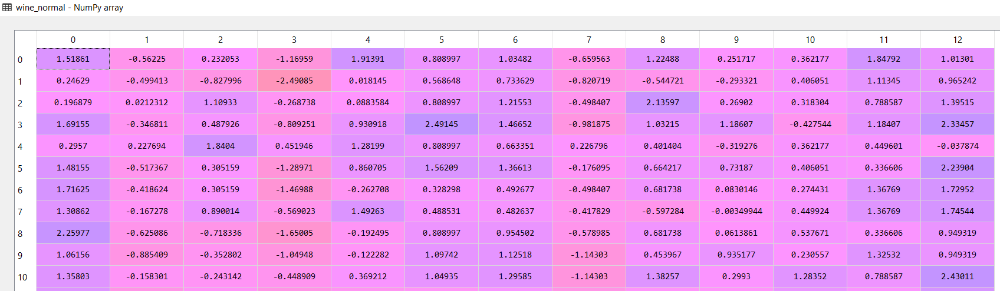 wine_normal - NumPy array
0 1 2 3 4 5 6 7 8 9 10 11 12
0 1.51861 -0.56225 0.232053 -1.16959 1.91391 0.808997 1.03482 -0.659563 1.22488 0.251717 0.362177 1.84792 1.01301
1 0.24629 -0.499413 -0.827996 -2.49085 0.018145 0.568648 0.733629 -0.820719 -0.544721 -0.293321 0.406051 1.11345 0.965242
2 0.196879 0.0212312 1.10933 -0.268738 0.0883584 0.808997 1.21553 -0.498407 2.13597 0.26902 0.318304 0.788587 1.39515
3 1.69155 -0.346811 0.487926 -0.809251 0.930918 2.49145 1.46652 -0.981875 1.03215 1.18607 -0.427544 1.18407 2.33457
4 0.2957 0.227694 1.8404 0.451946 1.28199 0.808997 0.663351 0.226796 0.401404 -0.319276 0.362177 0.449601 -0.037874
5 1.48155 -0.517367 0.305159 -1.28971 0.860705 1.56209 1.36613 -0.176095 0.664217 0.73187 0.406051 0.336606 2.23904
6 1.71625 -0.418624 0.305159 -1.46988 -0.262708 0.328298 0.492677 -0.498407 0.681738 0.0830146 0.274431 1.36769 1.72952
7 1.30862 -0.167278 0.890014 -0.569023 1.49263 0.488531 0.482637 -0.417829 -0.597284 -0.00349944 0.449924 1.36769 1.74544
8 2.25977 -0.625086 -0.718336 -1.65005 -0.192495 0.808997 0.954502 -0.578985 0.681738 0.0613861 0.537671 0.336606 0.949319
9 1.06156 -0.885409 -0.352802 -1.04948 -0.122282 1.09742 1.12518 -1.14303 0.453967 0.935177 0.230557 1.32532 0.949319
10 1.35803 -0.158301 -0.243142 -0.448909 0.369212 1.04935 1.29585 -1.14303 1.38257 0.2993 1.28352 0.788587 2.43011